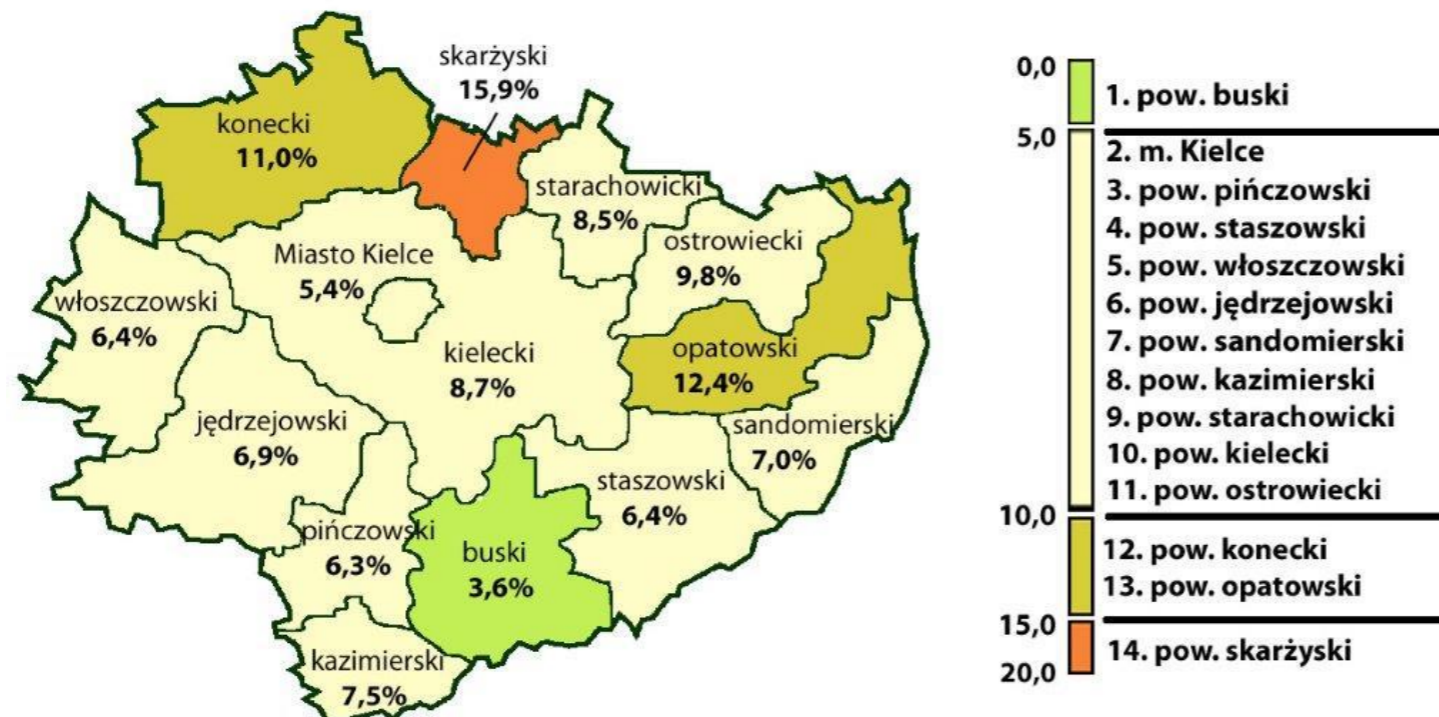 skarżyski
15,9%
konecki
11,0%
starachowicki
8,5%
ostrowiecki
9,8%
Miasto Kielce
5,4%
włoszczowski
6,4%
kielecki
8,7%
opatowski
12,4%
jędrzejowski
6,9%
sandomierski
7,0%
staszowski
6,4%
pińczowski
6,3%
buski
3,6%
kazimierski
7,5%
0,0
1. pow. buski
5,0
2. m. Kielce
3. pow. pińczowski
4. pow. staszowski
5. pow. włoszczowski
6. pow. jędrzejowski
7. pow. sandomierski
8. pow. kazimierski
9. pow. starachowicki
10. pow. kielecki
11. pow. ostrowiecki
10,0
12. pow. konecki
13. pow. opatowski
15,0
14. pow. skarżyski
20,0